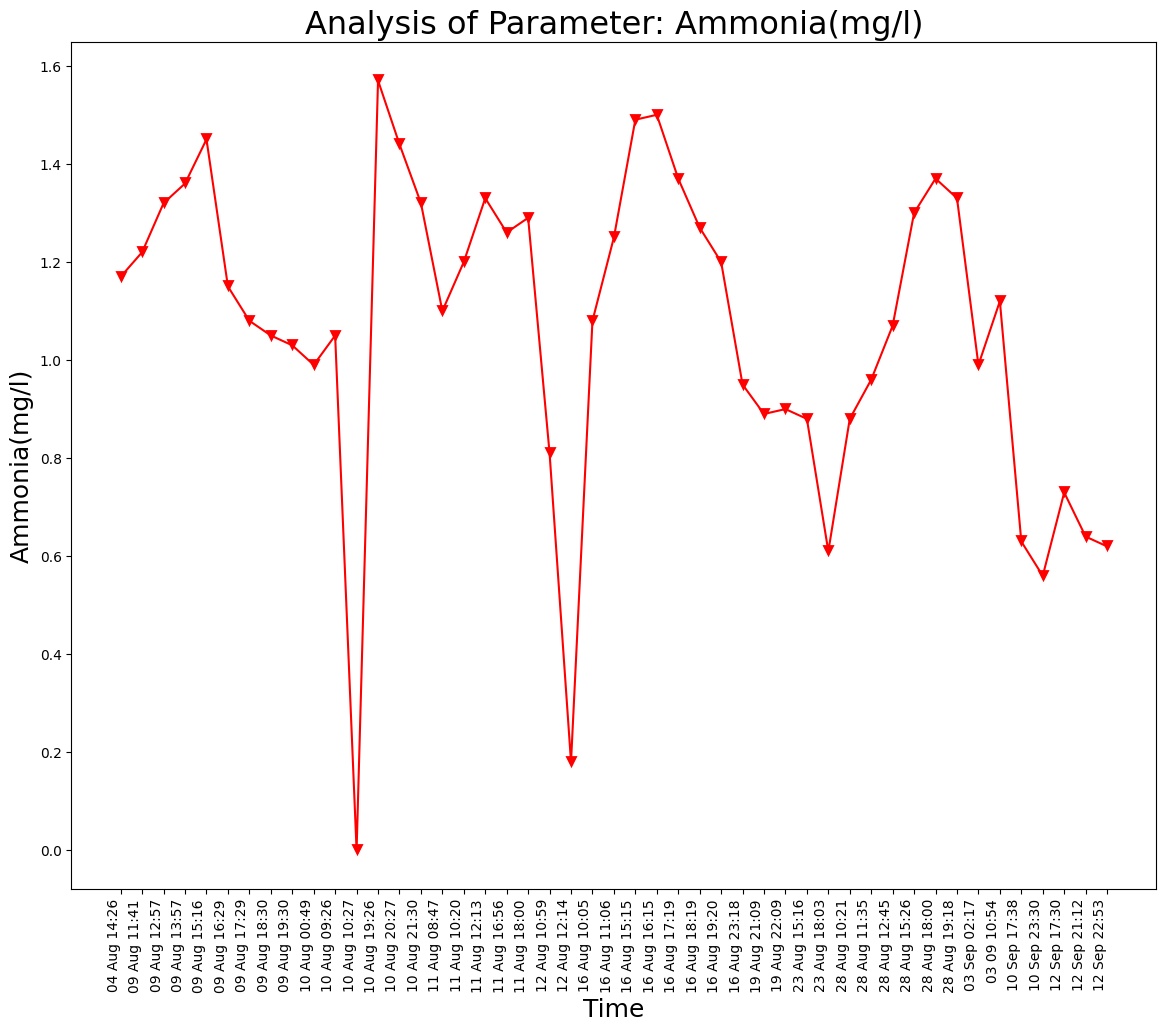 Analysis of Parameter: Ammonia(mg/l)
1.6
1.4
1.2
1.0
0.8
0.6
0.4
0.2
0.0
Ammonia(mg/l)
04 Aug 14:26
09 Aug 11:41
09 Aug 12:57
09 Aug 13:57
09 Aug 15:16
09 Aug 16:29
09 Aug 17:29
09 Aug 18:30
09 Aug 19:30
10 Aug 00:49
10 Aug 09:26
10 Aug 10:27
10 Aug 19:26
10 Aug 20:27
10 Aug 21:30
11 Aug 08:47
11 Aug 10:20
11 Aug 12:13
11 Aug 16:56
11 Aug 18:00
12 Aug 10:59
12 Aug 12:14
16 Aug 10:05
16 Aug 11:06
16 Aug 15:15
16 Aug 16:15
16 Aug 17:19
16 Aug 18:19
16 Aug 19:20
16 Aug 23:18
19 Aug 21:09
19 Aug 22:09
23 Aug 15:16
23 Aug 18:03
28 Aug 10:21
28 Aug 11:35
28 Aug 12:45
28 Aug 15:26
28 Aug 18:00
28 Aug 19:18
03 Sep 02:17
03 09 10:54
10 Sep 17:38
10 Sep 23:30
12 Sep 17:30
12 Sep 21:12
12 Sep 22:53
Time